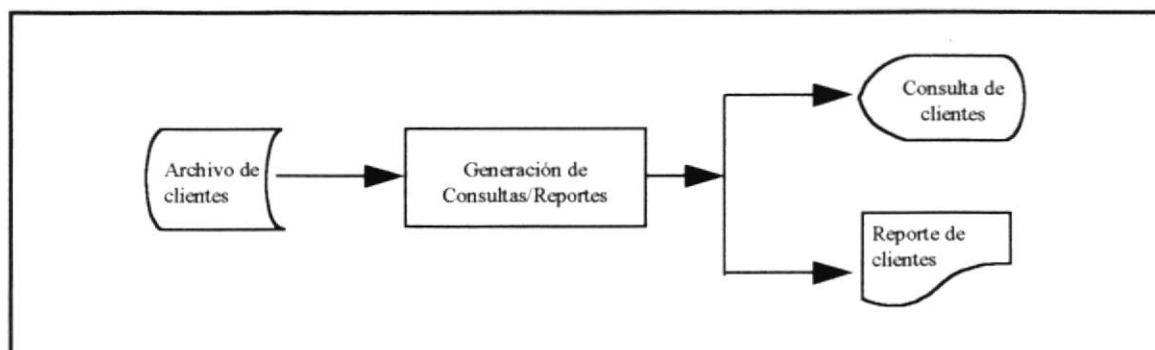 Archivo de
clientes
Generación de
Consultas/Reportes
Consulta de
clientes
Reporte de
clientes